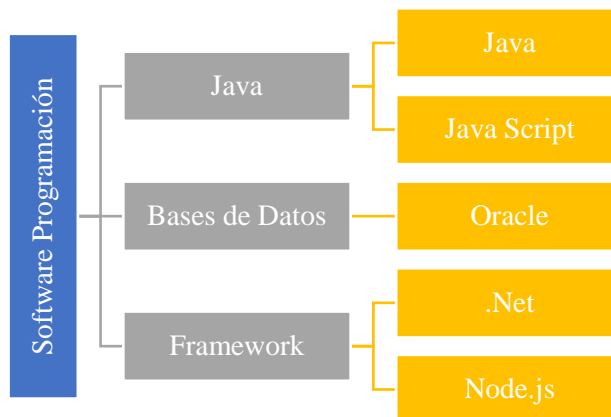 Software Programación
Java
Java
Java Script
Bases de Datos
Oracle
Framework
.Net
Node.js